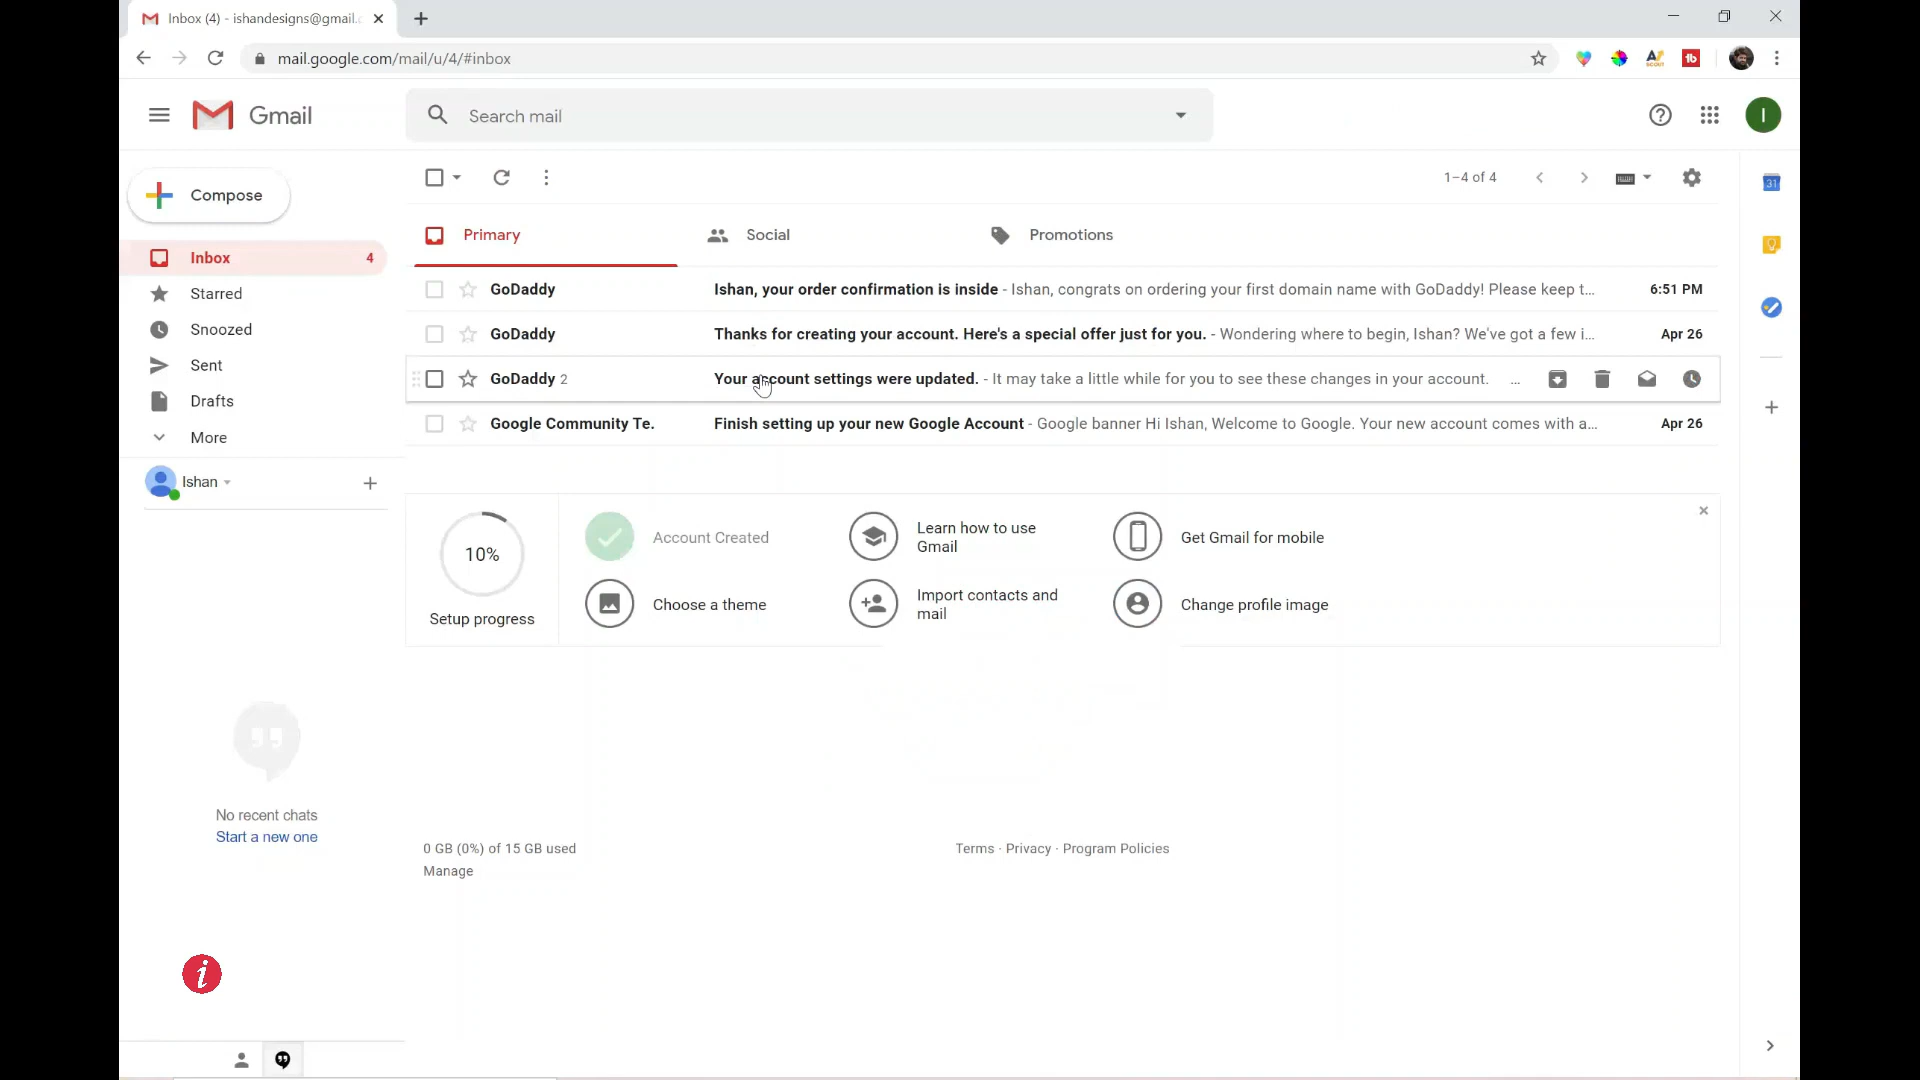 Inbox (4) - ishandesigns@gmail.c
mail.google.com/mail/u/4/#inbox
Gmail
Search mail
I
Compose
1–4 of 4
31
Primary
Social
Promotions
Inbox 4
Starred
Snoozed
Sent
Drafts
More
Ishan
GoDaddy Ishan, your order confirmation is inside - Ishan, congrats on ordering your first domain name with GoDaddy! Please keep t... 6:51 PM
GoDaddy Thanks for creating your account. Here's a special offer just for you. - Wondering where to begin, Ishan? We've got a few i... Apr 26
GoDaddy 2 Your account settings were updated. - It may take a little while for you to see these changes in your account. ...
Google Community Te. Finish setting up your new Google Account - Google banner Hi Ishan, Welcome to Google. Your new account comes with a... Apr 26
10%
Setup progress
Account Created
Learn how to use
Gmail
Get Gmail for mobile
Choose a theme
Import contacts and
mail
Change profile image
No recent chats
Start a new one
0 GB (0%) of 15 GB used
Manage
Terms · Privacy · Program Policies
i